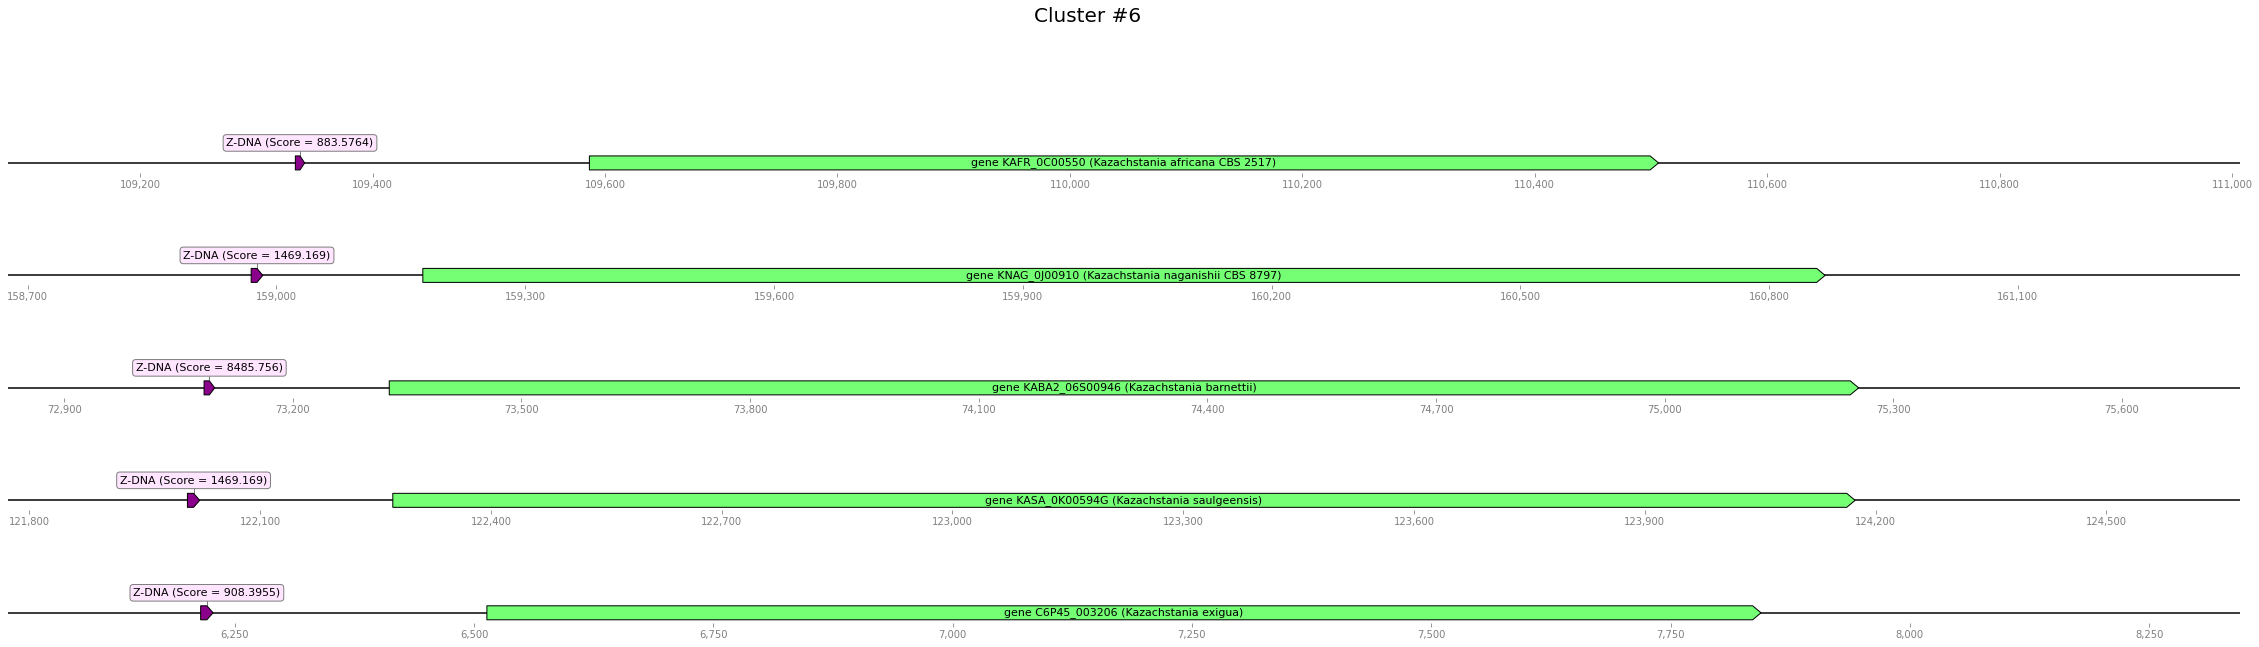 Cluster #6
Z-DNA (Score = 883.5764)
gene KAFR_0C00550 (Kazachstania africana CBS 2517)
109,200 109,400 109,600 109,800 110,000 110,200 110,400 110,600 110,800 111,000
Z-DNA (Score = 1469.169)
gene KNAG_0J00910 (Kazachstania naganishii CBS 8797)
158,700 159,000 159,300 159,600 159,900 160,200 160,500 160,800 161,100
Z-DNA (Score = 8485.756)
gene KABA2_06S00946 (Kazachstania barnettii)
72,900 73,200 73,500 73,800 74,100 74,400 74,700 75,000 75,300 75,600
Z-DNA (Score = 1469.169)
gene KASA_0K00594G (Kazachstania saulgeensis)
121,800 122,100 122,400 122,700 123,000 123,300 123,600 123,900 124,200 124,500
Z-DNA (Score = 908.3955)
gene C6P45_003206 (Kazachstania exigua)
6,250 6,500 6,750 7,000 7,250 7,500 7,750 8,000 8,250